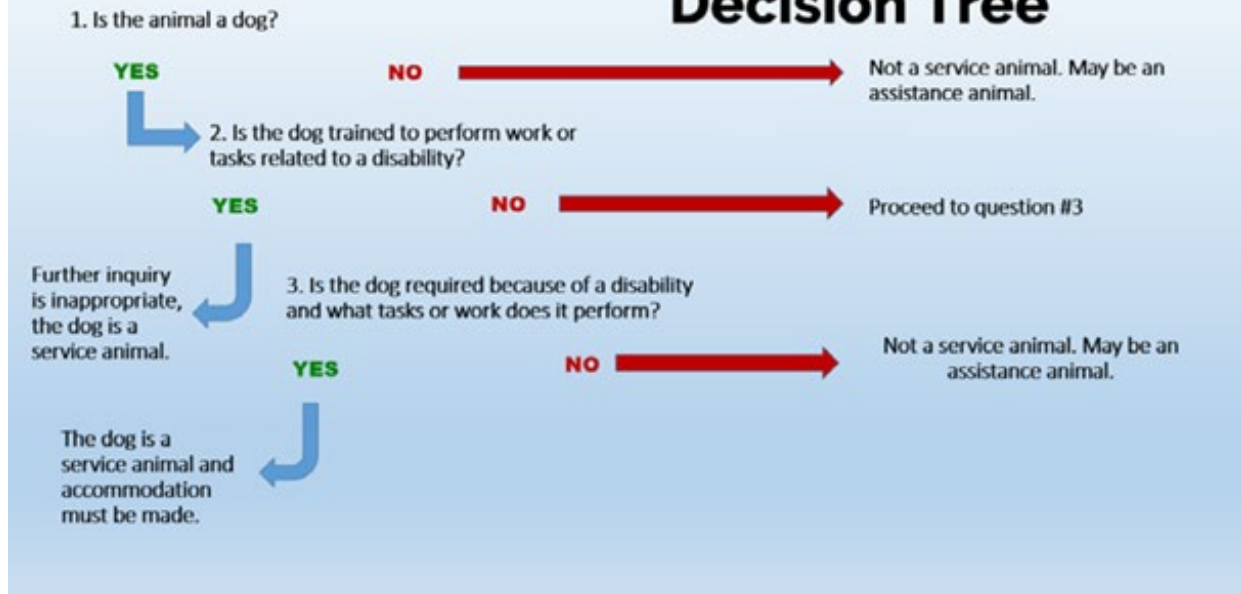 Decision Tree
1. Is the animal a dog?
YES
NO
Not a service animal. May be an
assistance animal.
2. Is the dog trained to perform work or
tasks related to a disability?
YES
NO
Proceed to question #3
Further inquiry
is inappropriate,
the dog is a
service animal.
3. Is the dog required because of a disability
and what tasks or work does it perform?
YES
NO
Not a service animal. May be an
assistance animal.
The dog is a
service animal and
accommodation
must be made.